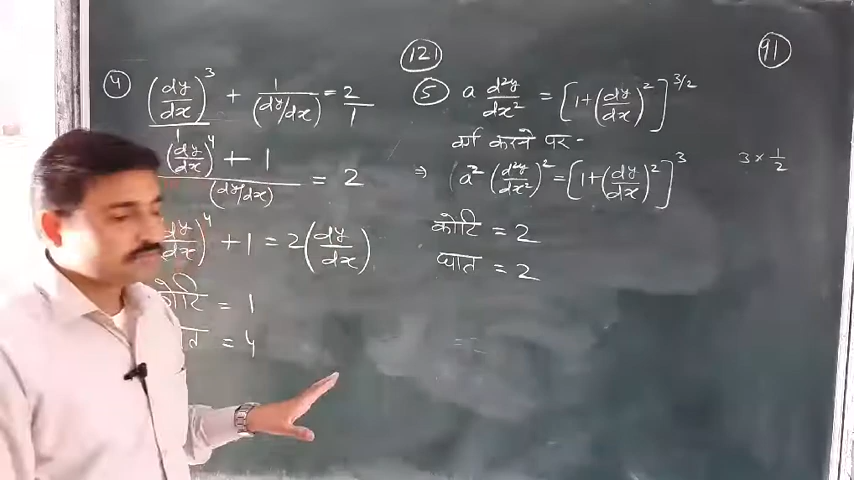 121
91
④ (dy/dx)³ + 1/(dy/dx) = 2/1
(dy/dx)⁴ + 1 / (dy/dx) = 2
(dy/dx)⁴ + 1 = 2(dy/dx)
कोटि = 1
घात = 4
⑤ a d²y/dx² = [1+(dy/dx)²]^3/2
वर्ग करने पर -
⇒ a² (d²y/dx²)² = [1+(dy/dx)²]³
3 × 1/2
कोटि = 2
घात = 2